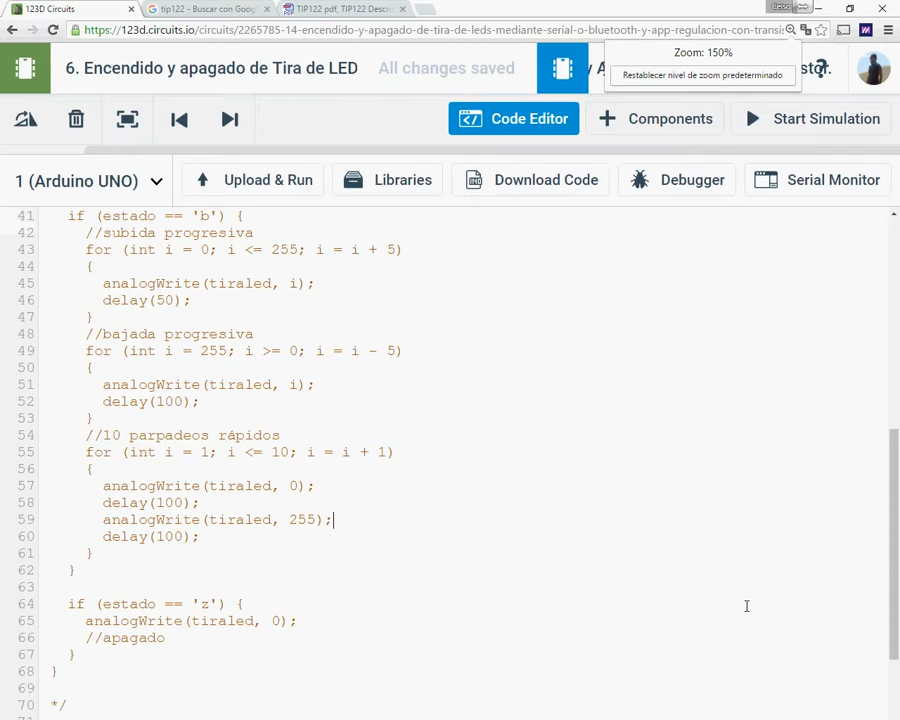 123D Circuits
tip122 - Buscar con Googl
TIP122 pdf, TIP122 Descri
Celso
https://123d.circuits.io/circuits/2265785-14-encendido-y-apagado-de-tira-de-leds-mediante-serial-o-bluetooth-y-app-regulacion-con-transis
Zoom: 150%
Restablecer nivel de zoom predeterminado
6. Encendido y apagado de Tira de LED
All changes saved
Code Editor
Components
Start Simulation
1 (Arduino UNO)
Upload & Run
Libraries
Download Code
Debugger
Serial Monitor
41 if (estado == 'b') {
42 //subida progresiva
43 for (int i = 0; i <= 255; i = i + 5)
44 {
45 analogWrite(tiraled, i);
46 delay(50);
47 }
48 //bajada progresiva
49 for (int i = 255; i >= 0; i = i - 5)
50 {
51 analogWrite(tiraled, i);
52 delay(100);
53 }
54 //10 parpadeos rápidos
55 for (int i = 1; i <= 10; i = i + 1)
56 {
57 analogWrite(tiraled, 0);
58 delay(100);
59 analogWrite(tiraled, 255);
60 delay(100);
61 }
62 }
63
64 if (estado == 'z') {
65 analogWrite(tiraled, 0);
66 //apagado
67 }
68 }
69
70 */